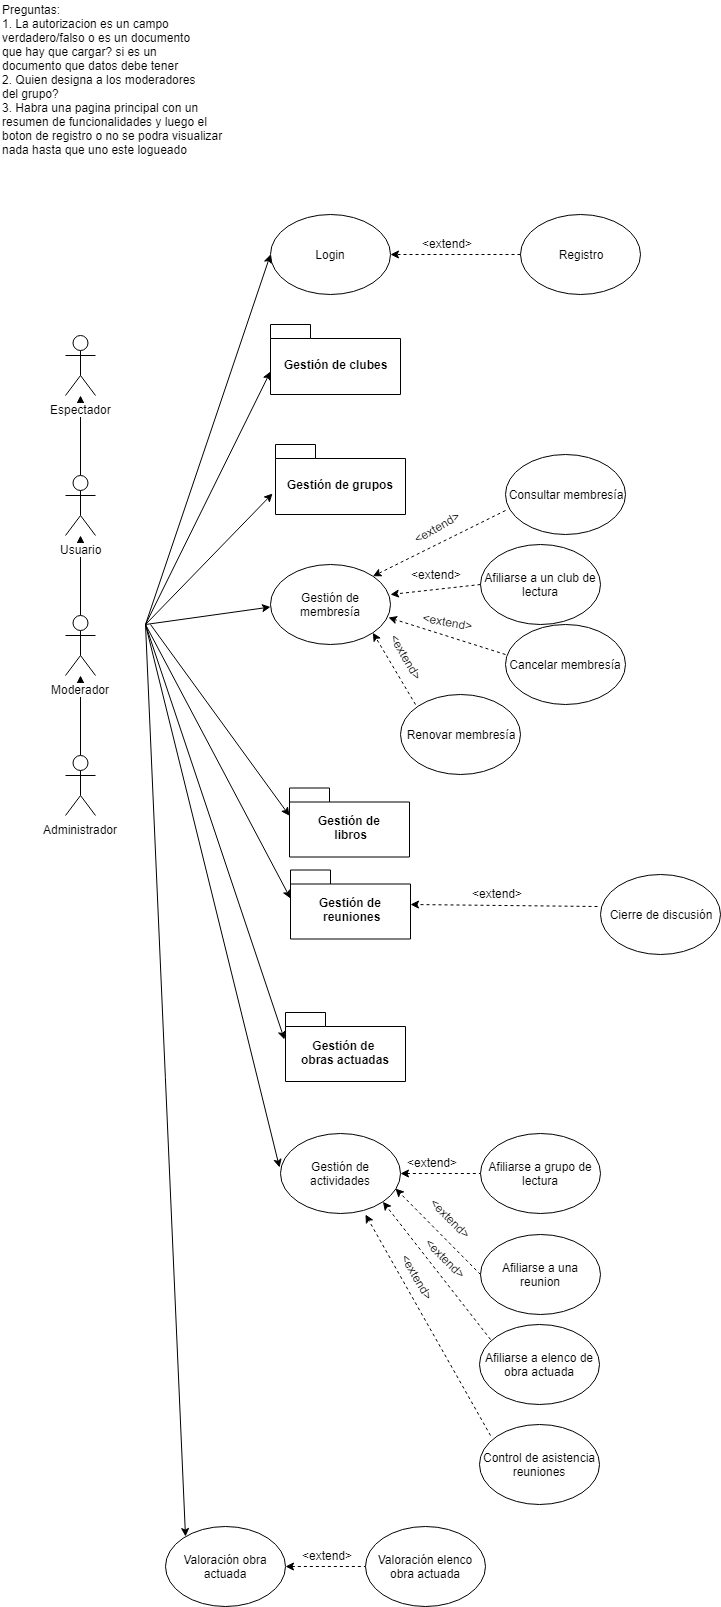 Preguntas:
1. La autorizacion es un campo
verdadero/falso o es un documento
que hay que cargar? si es un
documento que datos debe tener
2. Quien designa a los moderadores
del grupo?
3. Habra una pagina principal con un
resumen de funcionalidades y luego el
boton de registro o no se podra visualizar
nada hasta que uno este logueado
Login
<extend>
Registro
Gestión de clubes
Espectador
Gestión de grupos
Consultar membresía
<extend>
Usuario
Gestión de
membresía
<extend>
Afiliarse a un club de
lectura
<extend>
Cancelar membresía
<extend>
Renovar membresía
Moderador
Administrador
Gestión de
libros
Gestión de
reuniones
<extend>
Cierre de discusión
Gestión de
obras actuadas
Gestión de
actividades
<extend>
Afiliarse a grupo de
lectura
<extend>
Afiliarse a una
reunion
<extend>
Afiliarse a elenco de
obra actuada
<extend>
Control de asistencia
reuniones
Valoración obra
actuada
<extend>
Valoración elenco
obra actuada